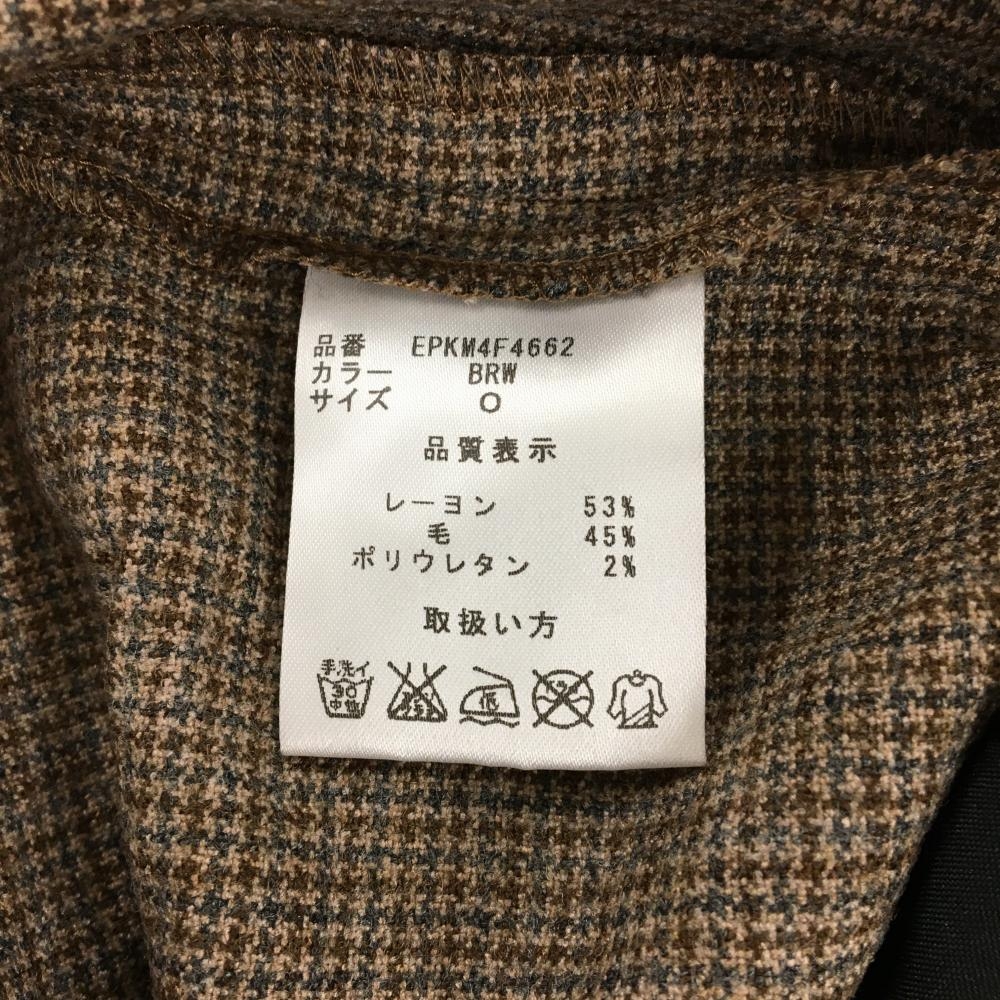 品番 EPKM4F4662
カラー BRW
サイズ O
品質表示
レーヨン 53%
毛 45%
ポリウレタン 2%
取扱い方
手洗イ
30
中性
低